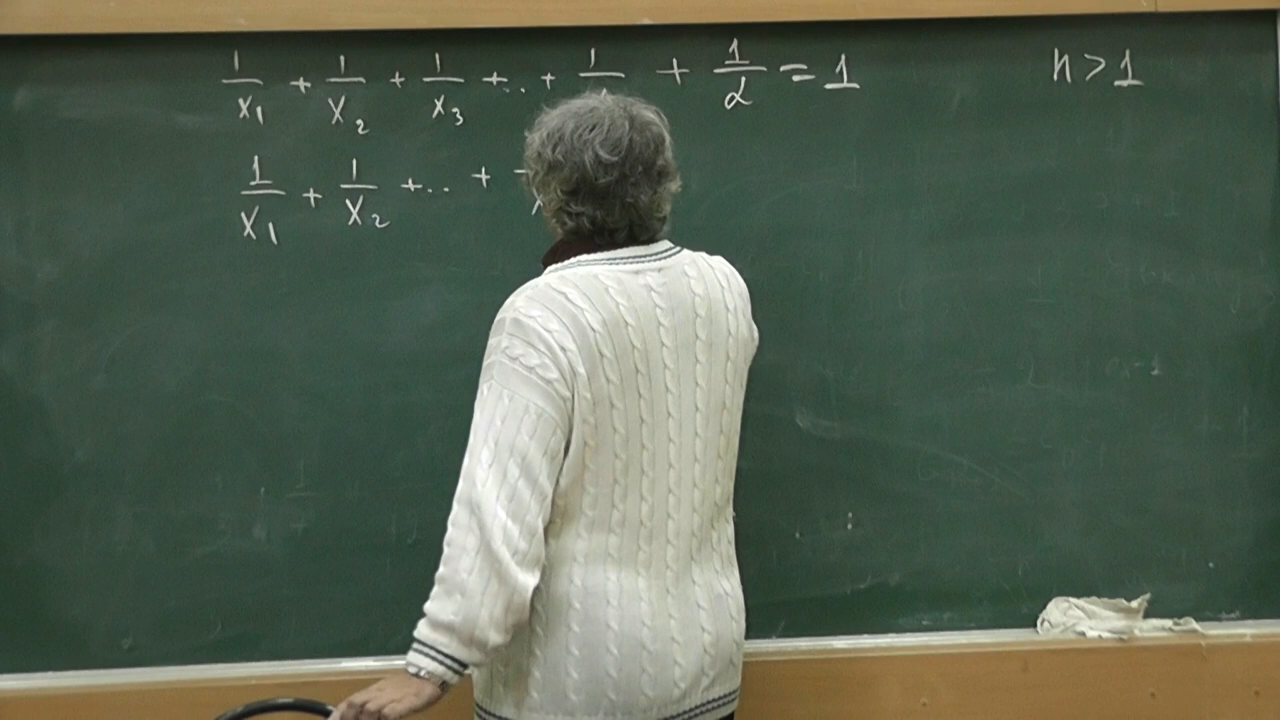 1/x₁ + 1/x₂ + 1/x₃ + .. + 1/ + 1/α = 1 n > 1
1/x₁ + 1/x₂ + .. +